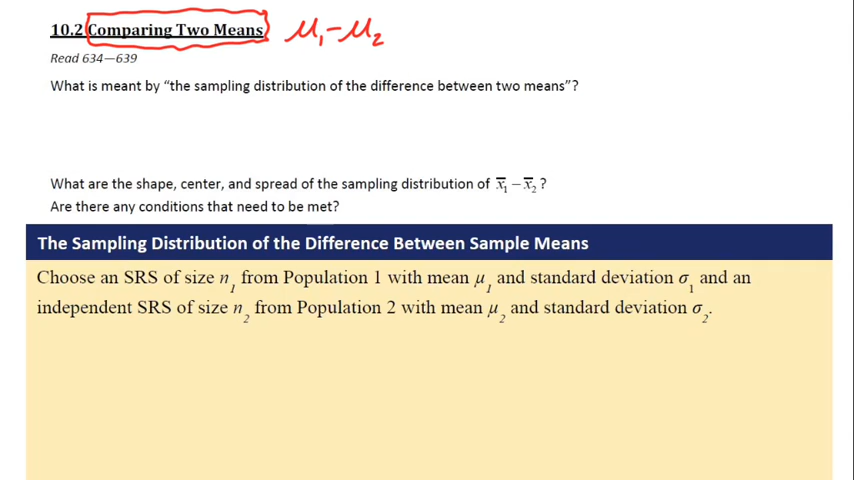 10.2 Comparing Two Means μ₁-μ₂
Read 634—639
What is meant by “the sampling distribution of the difference between two means”?
What are the shape, center, and spread of the sampling distribution of x̅₁ – x̅₂ ?
Are there any conditions that need to be met?
The Sampling Distribution of the Difference Between Sample Means
Choose an SRS of size n₁ from Population 1 with mean μ₁ and standard deviation σ₁ and an
independent SRS of size n₂ from Population 2 with mean μ₂ and standard deviation σ₂.